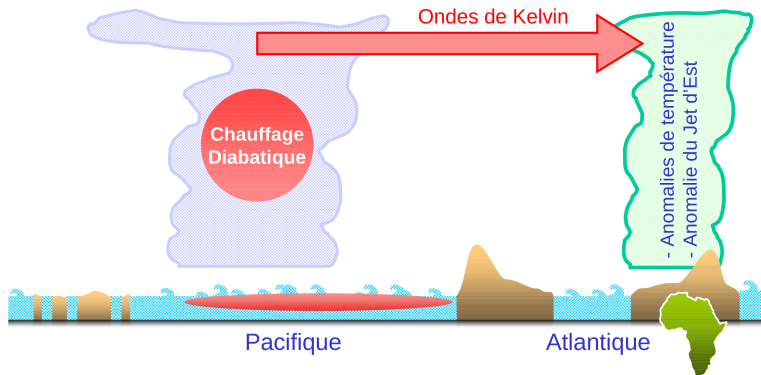 Ondes de Kelvin
Chauffage
Diabatique
- Anomalies de température
- Anomalie du Jet d'Est
Pacifique
Atlantique